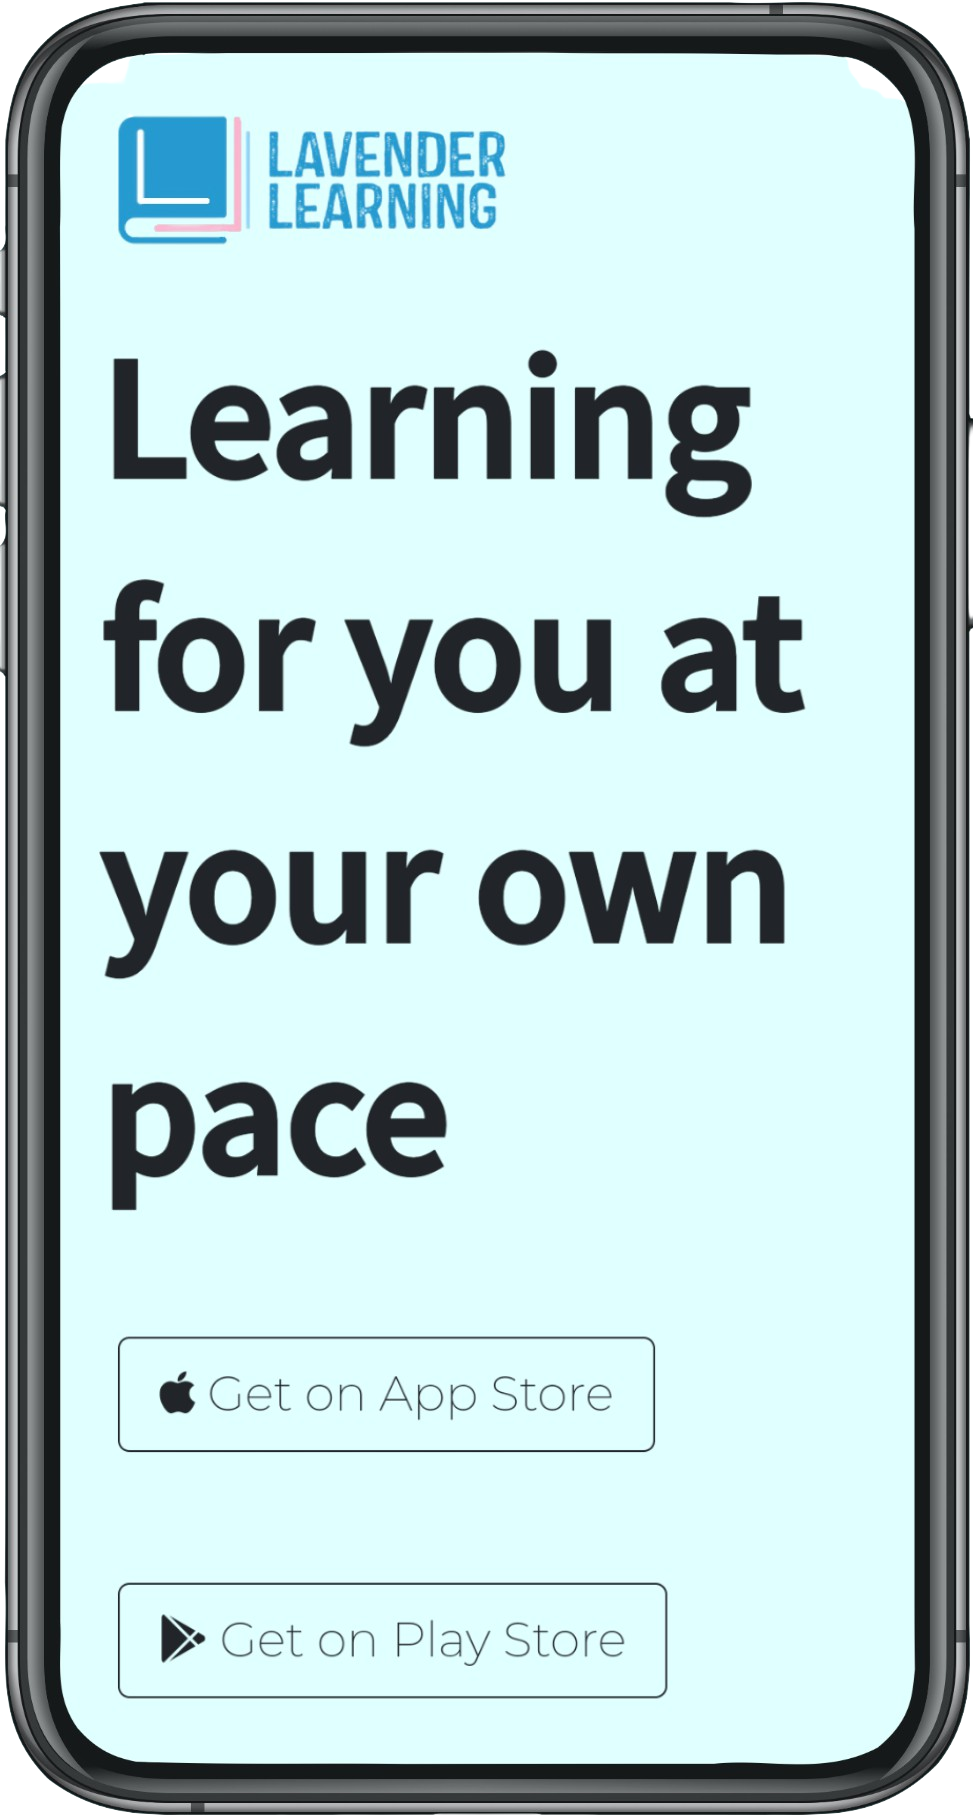 LAVENDER
LEARNING
Learning
for you at
your own
pace
Get on App Store
Get on Play Store